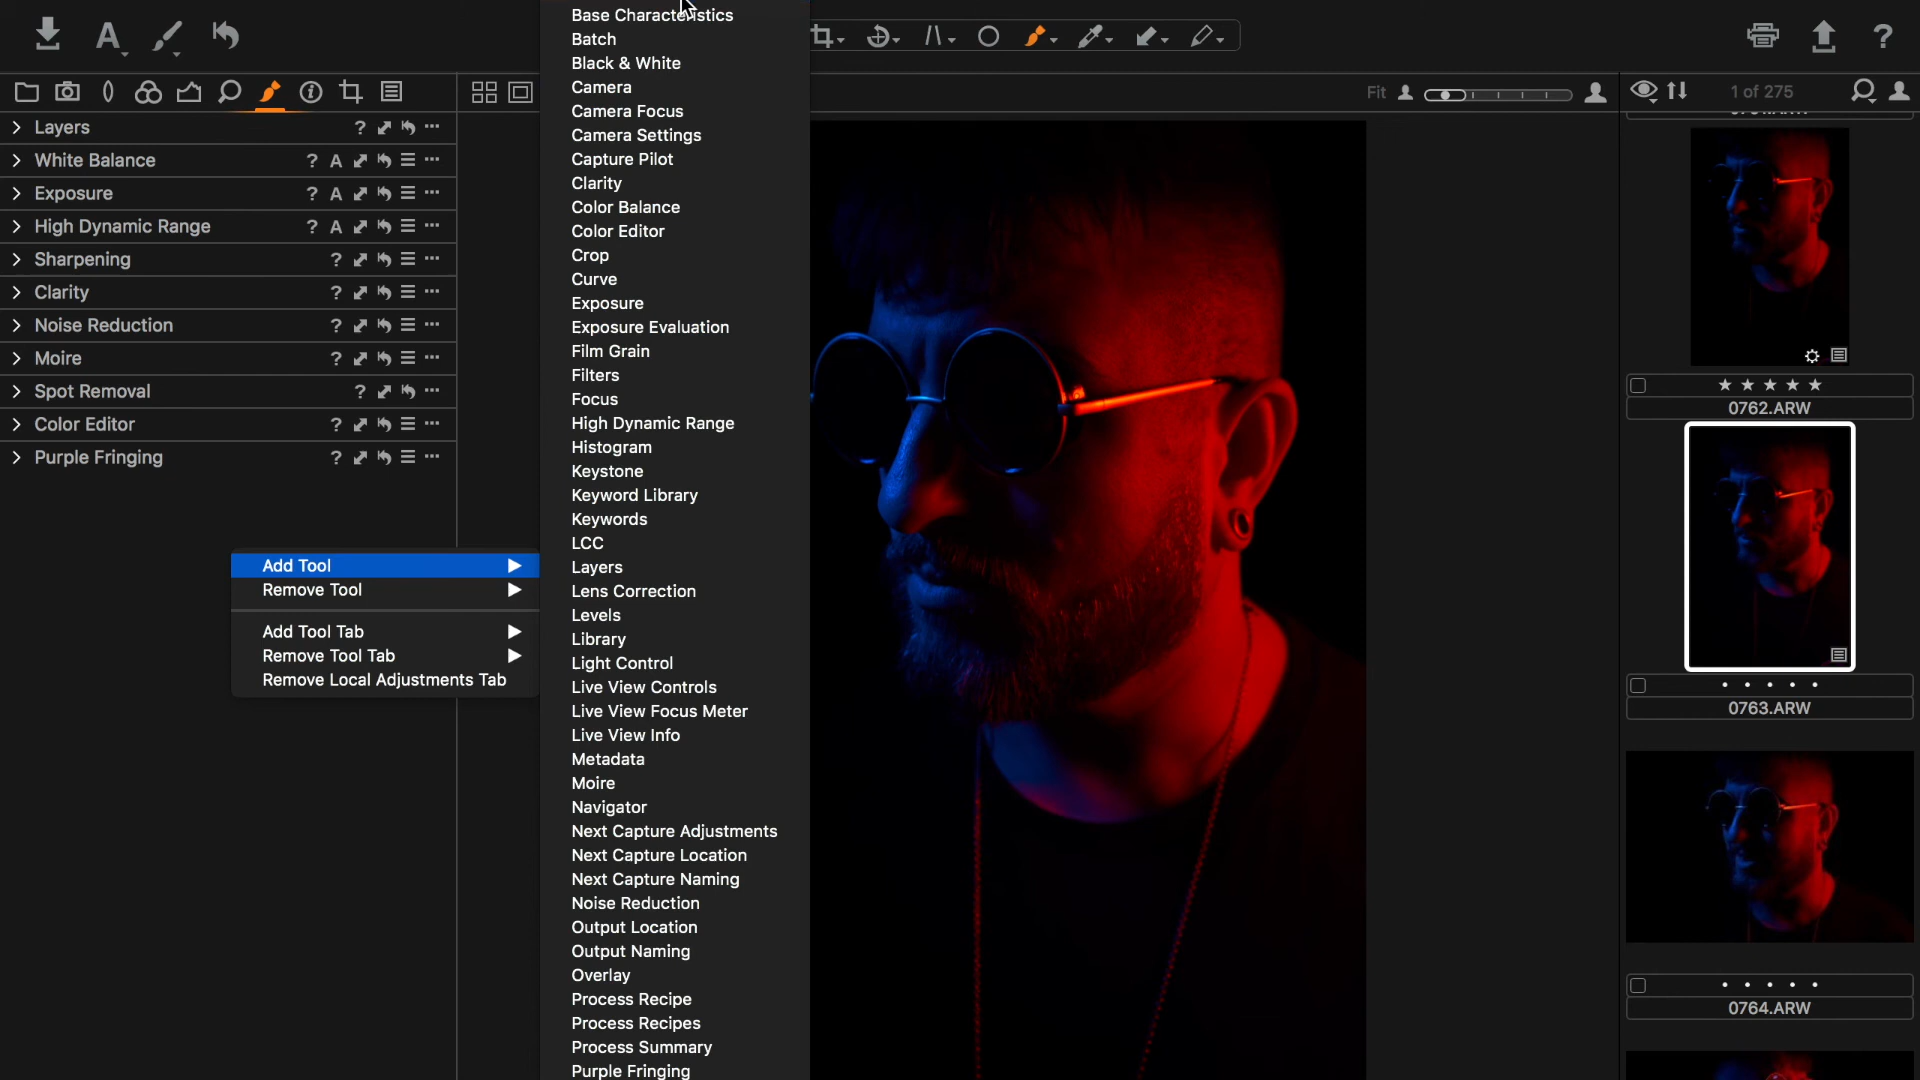 A
Fit
1 of 275
?
Layers ?
White Balance ? A
Exposure ? A
High Dynamic Range ? A
Sharpening ?
Clarity ?
Noise Reduction ?
Moire ?
Spot Removal ?
Color Editor ?
Purple Fringing ?
Add Tool
Remove Tool
Add Tool Tab
Remove Tool Tab
Remove Local Adjustments Tab
Base Characteristics
Batch
Black & White
Camera
Camera Focus
Camera Settings
Capture Pilot
Clarity
Color Balance
Color Editor
Crop
Curve
Exposure
Exposure Evaluation
Film Grain
Filters
Focus
High Dynamic Range
Histogram
Keystone
Keyword Library
Keywords
LCC
Layers
Lens Correction
Levels
Library
Light Control
Live View Controls
Live View Focus Meter
Live View Info
Metadata
Moire
Navigator
Next Capture Adjustments
Next Capture Location
Next Capture Naming
Noise Reduction
Output Location
Output Naming
Overlay
Process Recipe
Process Recipes
Process Summary
Purple Fringing
0762.ARW
0763.ARW
0764.ARW